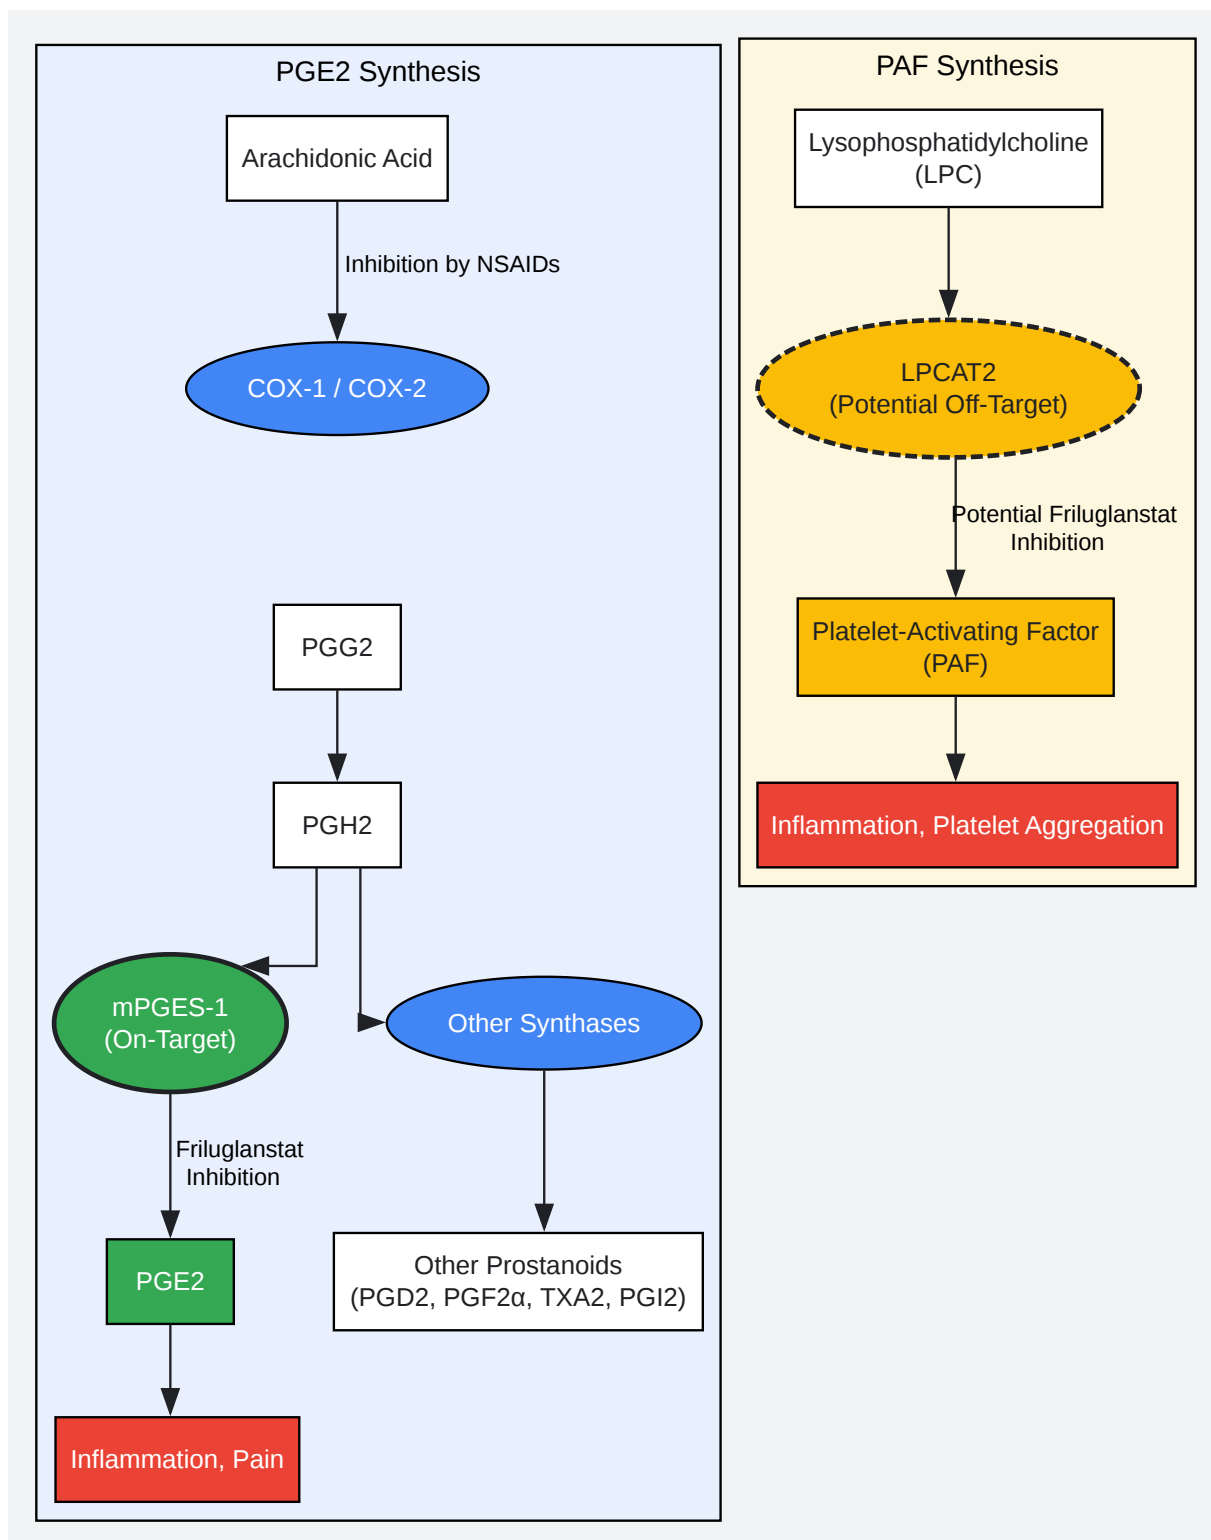 PGE2 Synthesis
Arachidonic Acid
Inhibition by NSAIDs
COX-1 / COX-2
PGG2
PGH2
mPGES-1
(On-Target)
Other Synthases
Friluglanstat
Inhibition
PGE2
Other Prostanoids
(PGD2, PGF2α, TXA2, PGI2)
Inflammation, Pain
PAF Synthesis
Lysophosphatidylcholine
(LPC)
LPCAT2
(Potential Off-Target)
Potential Friluglanstat
Inhibition
Platelet-Activating Factor
(PAF)
Inflammation, Platelet Aggregation